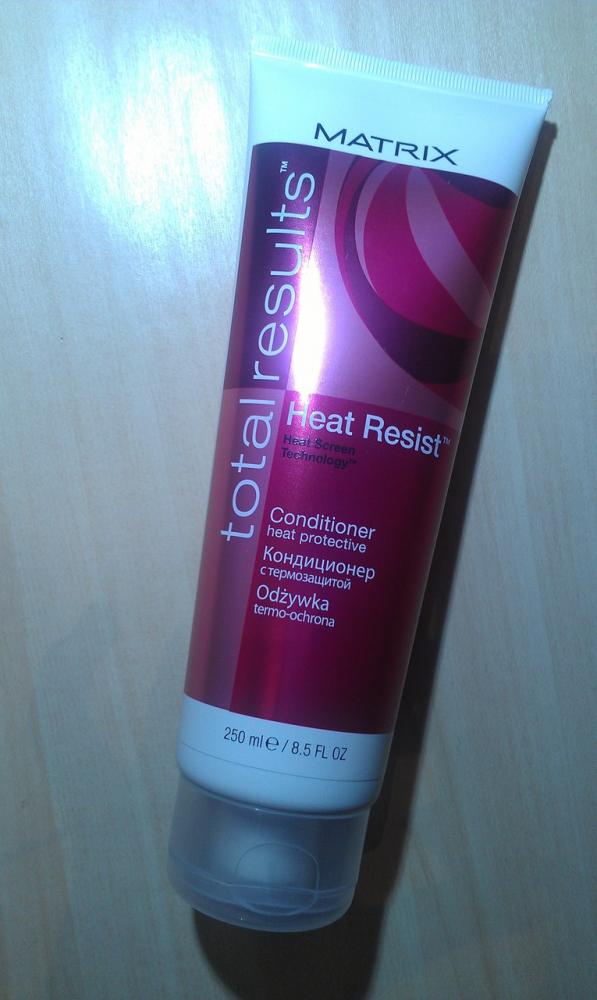 MATRIX
total results™
Heat Resist™
Heat Screen
Technology™
Conditioner
heat protective
Кондиционер
с термозащитой
Odżywka
termo-ochrona
250 ml ℮ / 8.5 FL OZ